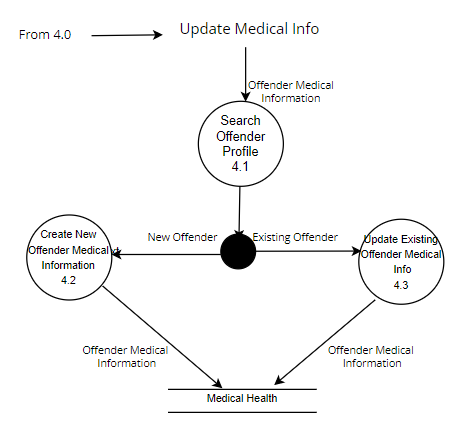 From 4.0
Update Medical Info
Offender Medical
Information
Search
Offender
Profile
4.1
New Offender
Existing Offender
Create New
Offender Medical
Information
4.2
Update Existing
Offender Medical
Info
4.3
Offender Medical
Information
Offender Medical
Information
Medical Health